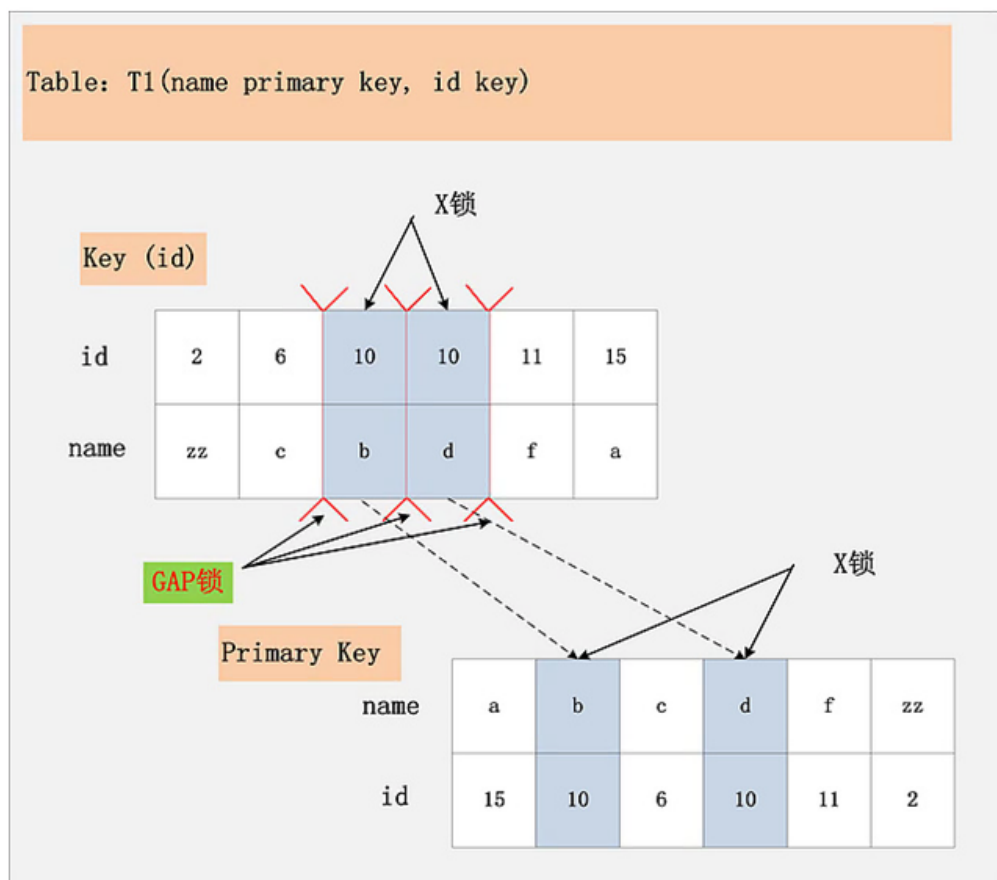 Table: T1(name primary key, id key)
X锁
Key (id)
id 2 6 10 10 11 15
name zz c b d f a
GAP锁
X锁
Primary Key
name a b c d f zz
id 15 10 6 10 11 2